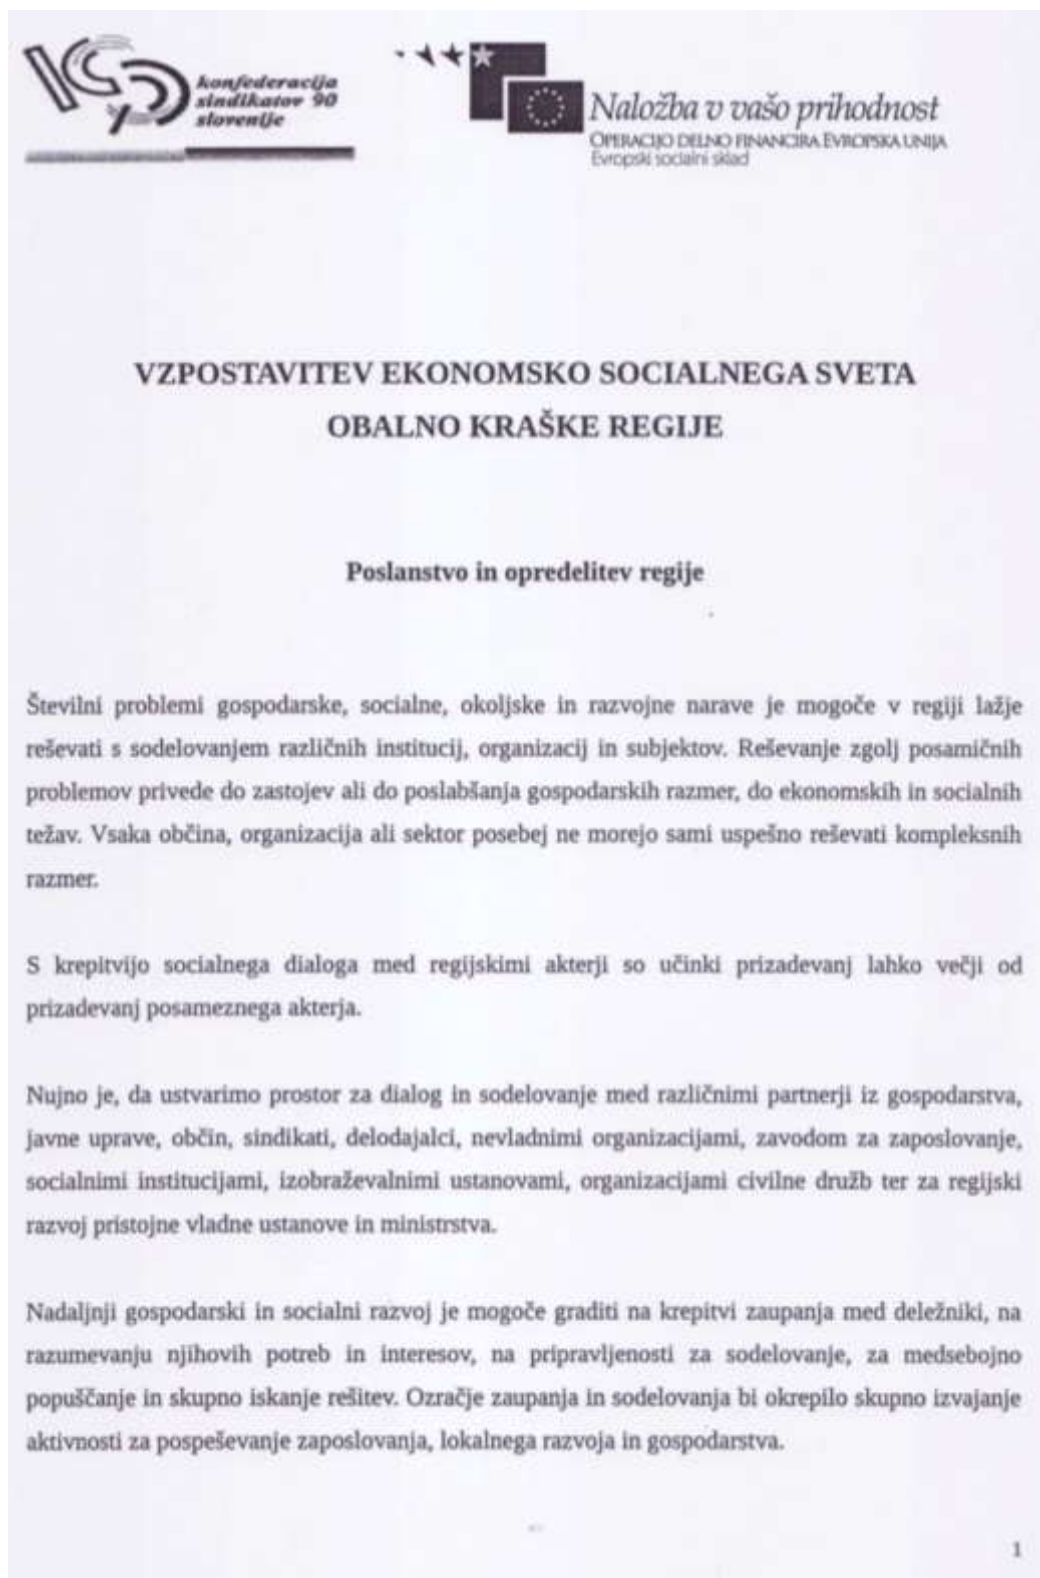 konfederacija
sindikatov 90
slovenije
Naložba v vašo prihodnost
OPERACIJO DELNO FINANCIRA EVROPSKA UNIJA
Evropski socialni sklad
VZPOSTAVITEV EKONOMSKO SOCIALNEGA SVETA
OBALNO KRAŠKE REGIJE
Poslanstvo in opredelitev regije
Številni problemi gospodarske, socialne, okoljske in razvojne narave je mogoče v regiji lažje
reševati s sodelovanjem različnih institucij, organizacij in subjektov. Reševanje zgolj posamičnih
problemov privede do zastojev ali do poslabšanja gospodarskih razmer, do ekonomskih in socialnih
težav. Vsaka občina, organizacija ali sektor posebej ne morejo sami uspešno reševati kompleksnih
razmer.
S krepitvijo socialnega dialoga med regijskimi akterji so učinki prizadevanj lahko večji od
prizadevanj posameznega akterja.
Nujno je, da ustvarimo prostor za dialog in sodelovanje med različnimi partnerji iz gospodarstva,
javne uprave, občin, sindikati, delodajalci, nevladnimi organizacijami, zavodom za zaposlovanje,
socialnimi institucijami, izobraževalnimi ustanovami, organizacijami civilne družb ter za regijski
razvoj pristojne vladne ustanove in ministrstva.
Nadaljnji gospodarski in socialni razvoj je mogoče graditi na krepitvi zaupanja med deležniki, na
razumevanju njihovih potreb in interesov, na pripravljenosti za sodelovanje, za medsebojno
popuščanje in skupno iskanje rešitev. Ozračje zaupanja in sodelovanja bi okrepilo skupno izvajanje
aktivnosti za pospeševanje zaposlovanja, lokalnega razvoja in gospodarstva.
1